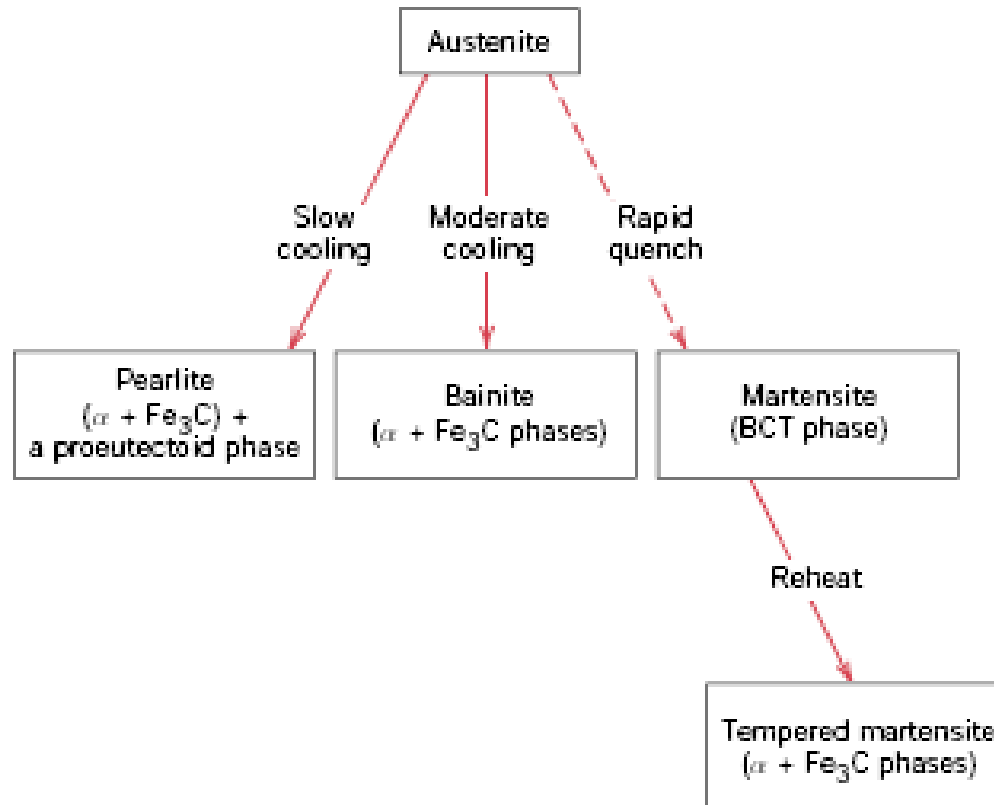 Austenite
Slow
cooling
Moderate
cooling
Rapid
quench
Pearlite
(α + Fe₃C) +
a proeutectoid phase
Bainite
(α + Fe₃C phases)
Martensite
(BCT phase)
Reheat
Tempered martensite
(α + Fe₃C phases)